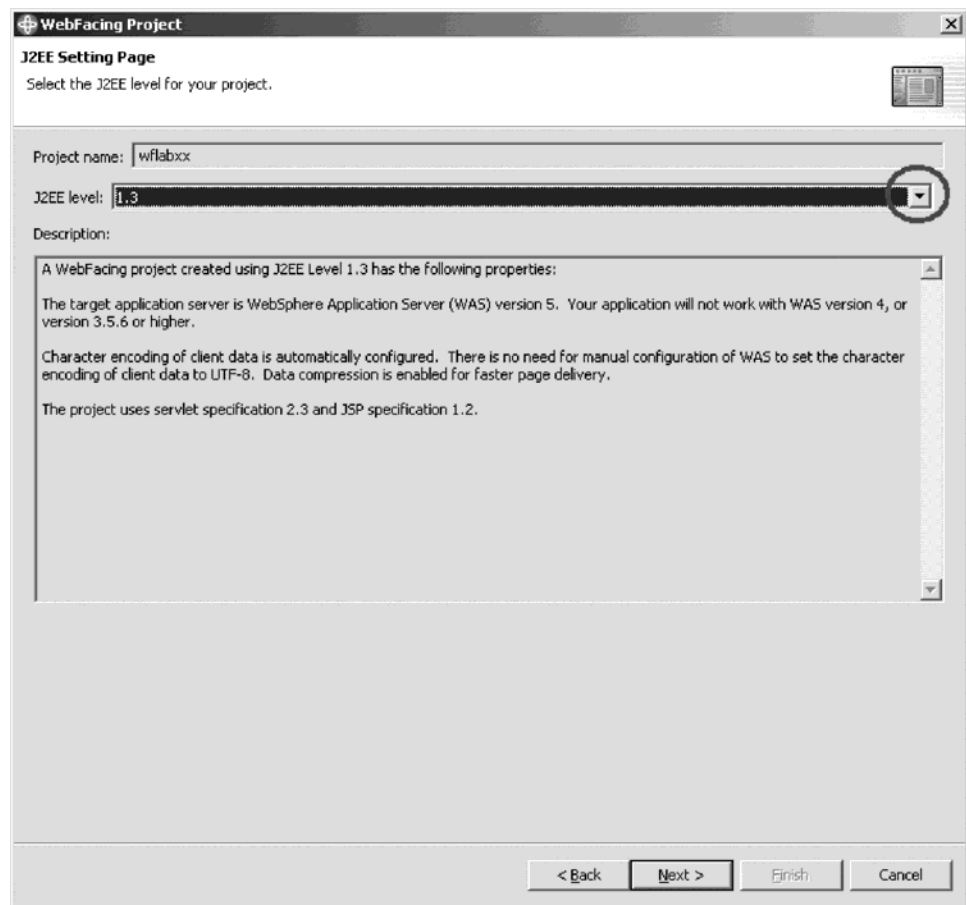 WebFacing Project
J2EE Setting Page
Select the J2EE level for your project.
Project name: wflabxx
J2EE level: 1.3
Description:
A WebFacing project created using J2EE Level 1.3 has the following properties:
The target application server is WebSphere Application Server (WAS) version 5. Your application will not work with WAS version 4, or
version 3.5.6 or higher.
Character encoding of client data is automatically configured. There is no need for manual configuration of WAS to set the character
encoding of client data to UTF-8. Data compression is enabled for faster page delivery.
The project uses servlet specification 2.3 and JSP specification 1.2.
< Back Next > Finish Cancel